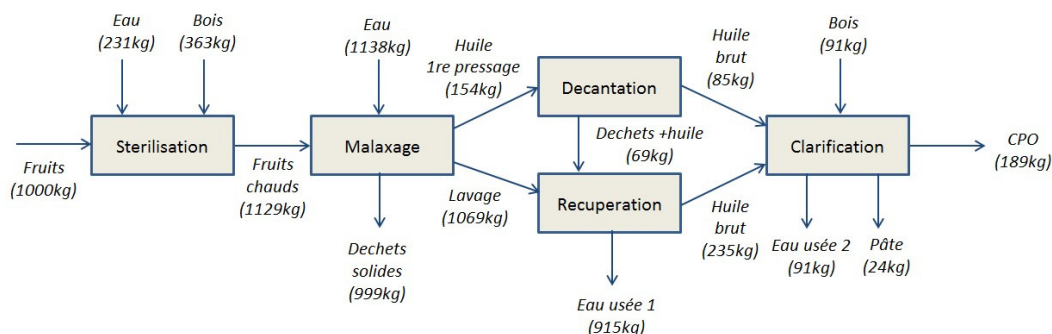 Eau
(231kg)
Bois
(363kg)
Eau
(1138kg)
Huile
1re pressage
(154kg)
Huile
brut
(85kg)
Bois
(91kg)
Decantation
Sterilisation
Malaxage
Dechets +huile
(69kg)
Clarification
CPO
(189kg)
Fruits
(1000kg)
Fruits
chauds
(1129kg)
Lavage
(1069kg)
Recuperation
Huile
brut
(235kg)
Dechets
solides
(999kg)
Eau usée 1
(915kg)
Eau usée 2
(91kg)
Pâte
(24kg)